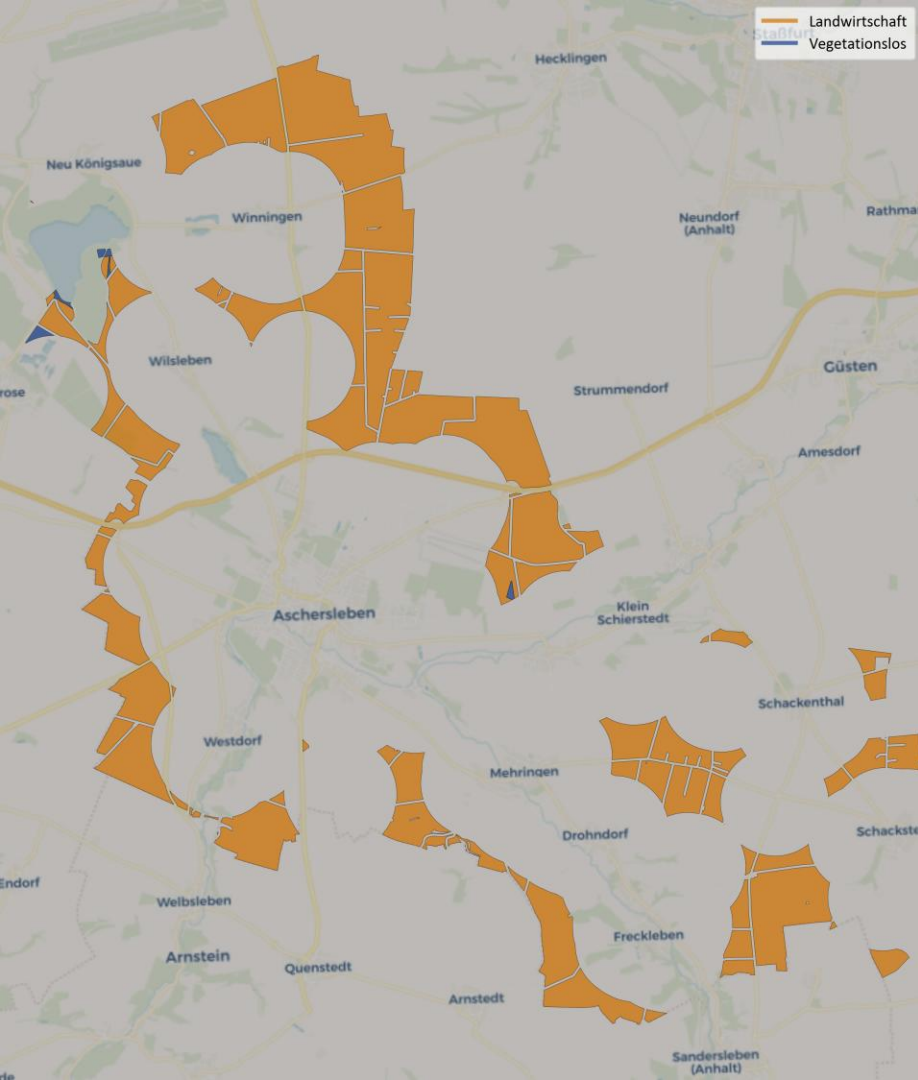 Landwirtschaft
Staßfurt
Vegetationslos
Hecklingen
Neu Königsaue
Winningen
Neundorf
(Anhalt)
Rathma
Wilsleben
Güsten
rose
Strummendorf
Amesdorf
Aschersleben
Klein
Schierstedt
Schackenthal
Westdorf
Mehringen
Drohndorf
Schackste
Endorf
Welbsleben
Freckleben
Arnstein
Quenstedt
Arnstedt
Sandersleben
(Anhalt)
de